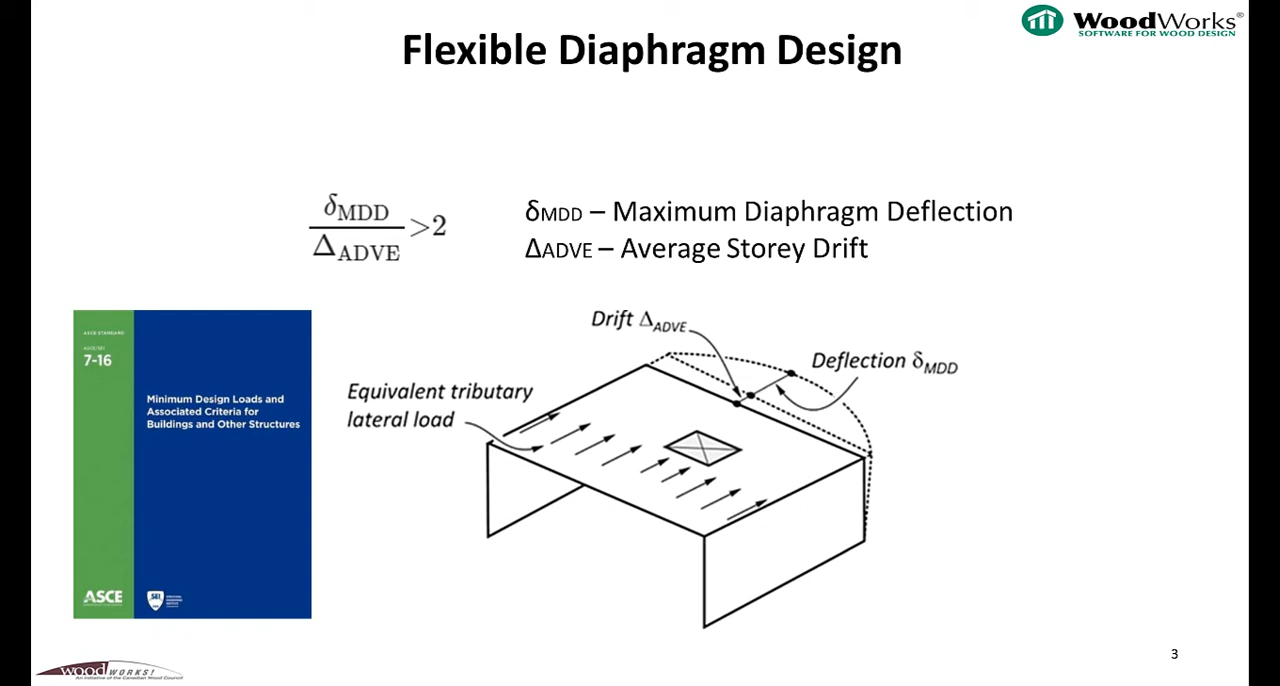 WoodWorks®
SOFTWARE FOR WOOD DESIGN
Flexible Diaphragm Design
δMDD
ΔADVE
>2
δMDD – Maximum Diaphragm Deflection
ΔADVE – Average Storey Drift
ASCE STANDARD
ASCE/SEI
7-16
Minimum Design Loads and
Associated Criteria for
Buildings and Other Structures
ASCE
SEI
Drift ΔADVE
Deflection δMDD
Equivalent tributary
lateral load
3
woodWORKS!
An initiative of the Canadian Wood Council